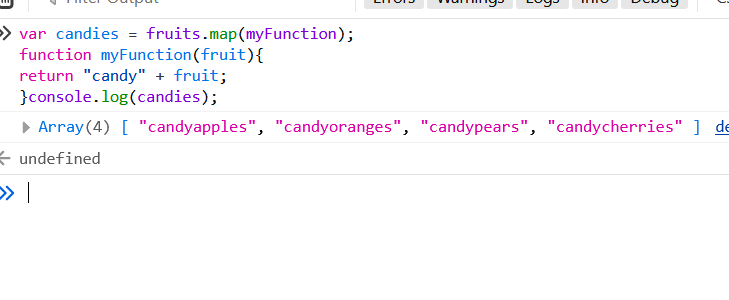 Filter Output Errors Warnings Logs Info Debug
var candies = fruits.map(myFunction);
function myFunction(fruit){
return "candy" + fruit;
}console.log(candies);
Array(4) [ "candyapples", "candyoranges", "candypears", "candycherries" ]
undefined